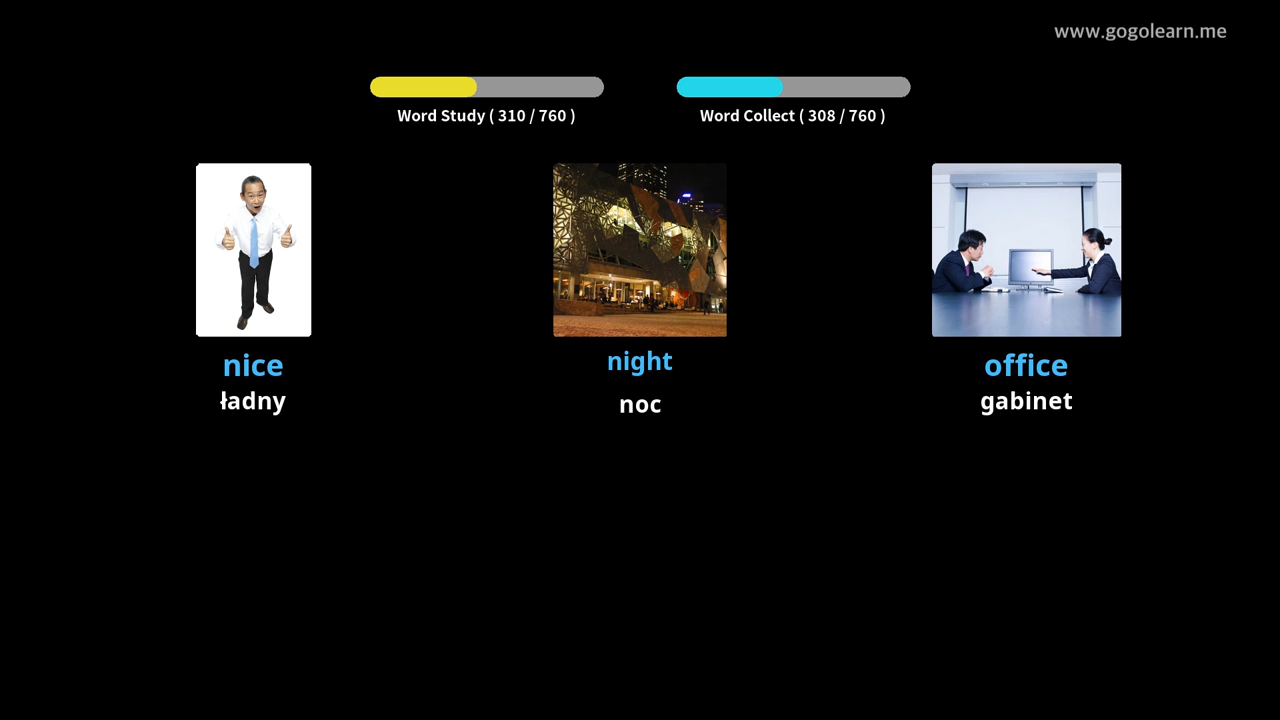 www.gogolearn.me
Word Study ( 310 / 760 )
Word Collect ( 308 / 760 )
nice
ładny
night
noc
office
gabinet